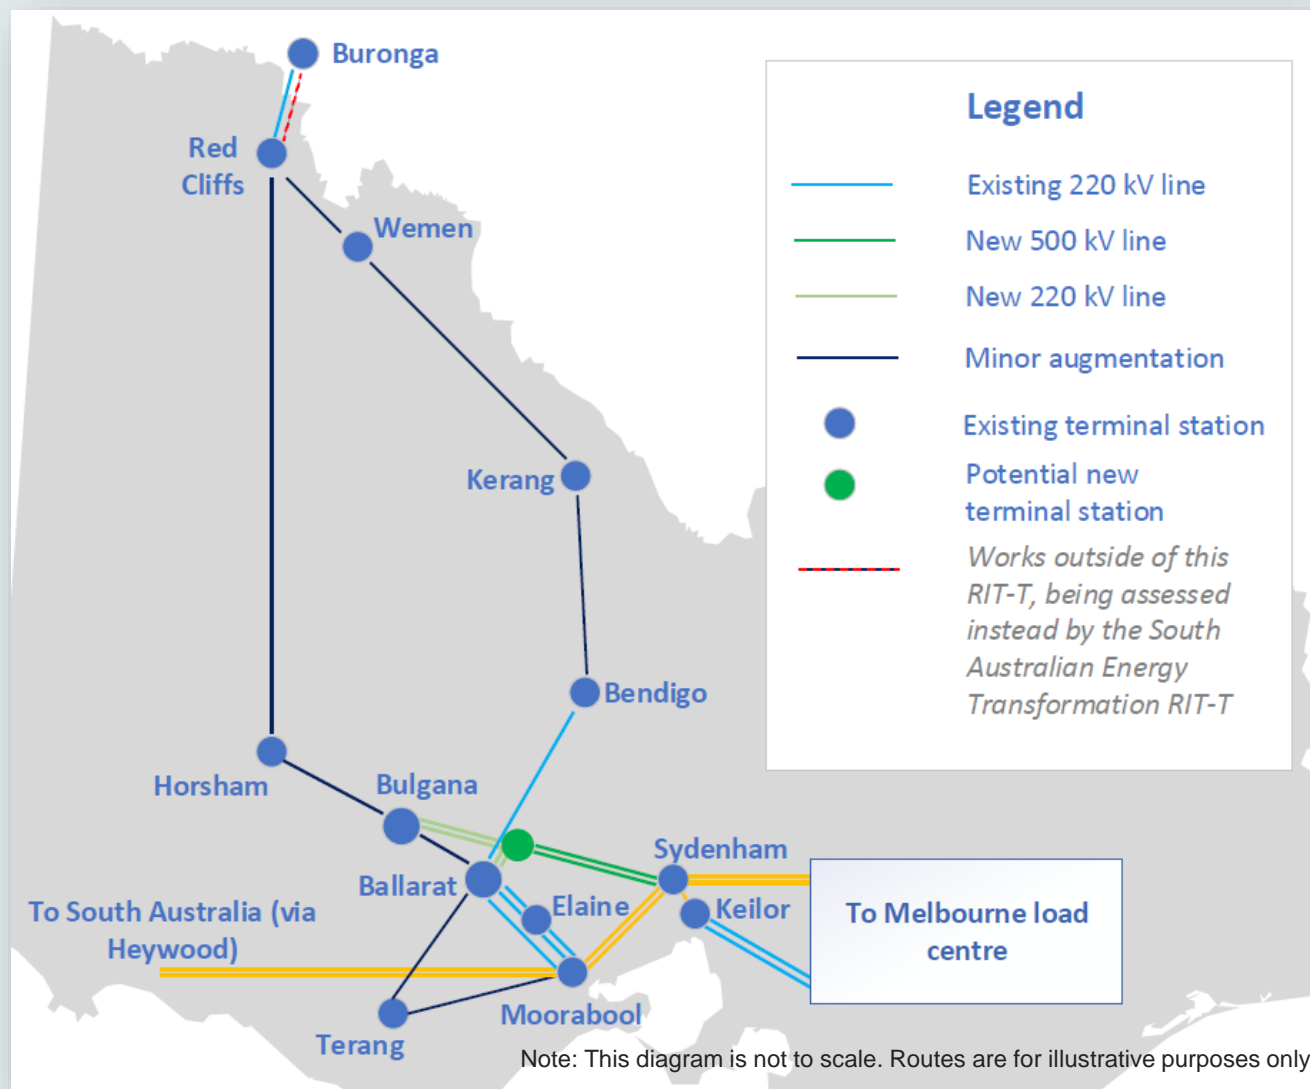 Buronga
Red
Cliffs
Wemen
Kerang
Bendigo
Horsham
Bulgana
Ballarat
Elaine
Sydenham
Keilor
To South Australia (via
Heywood)
Moorabool
Terang
To Melbourne load
centre
Legend
Existing 220 kV line
New 500 kV line
New 220 kV line
Minor augmentation
Existing terminal station
Potential new
terminal station
Works outside of this
RIT-T, being assessed
instead by the South
Australian Energy
Transformation RIT-T
Note: This diagram is not to scale. Routes are for illustrative purposes only